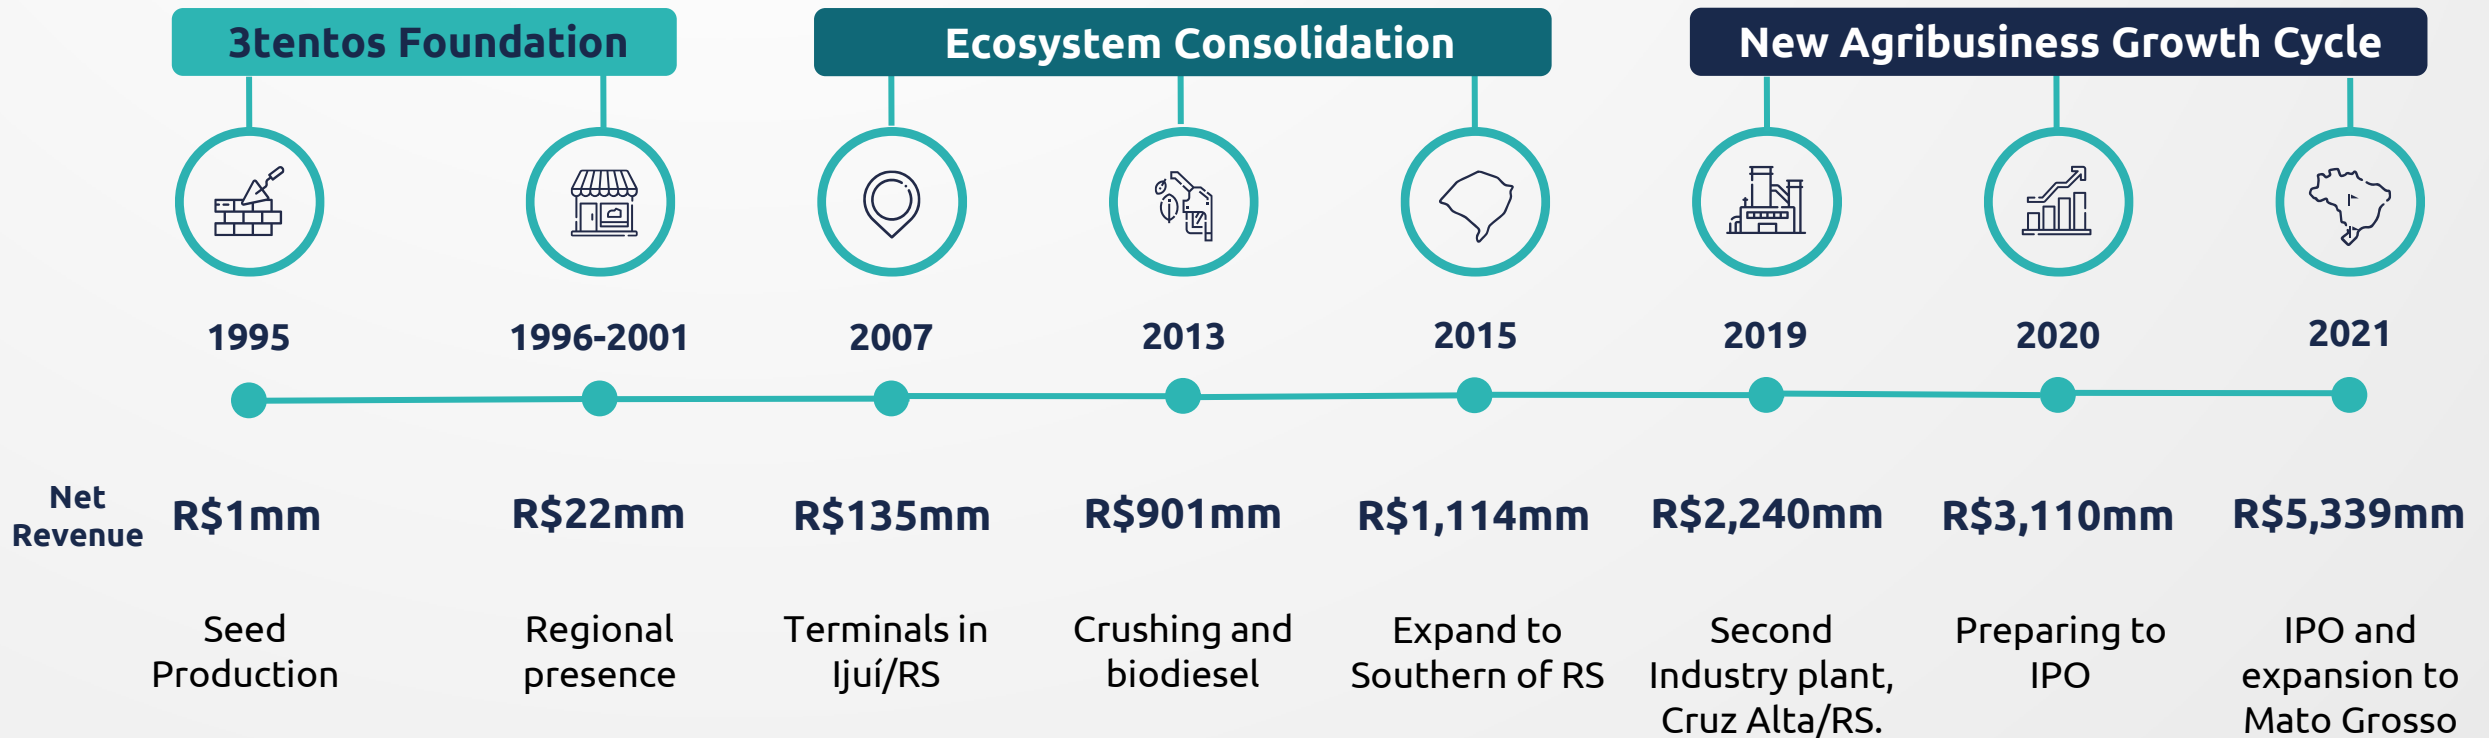 3tentos Foundation
Ecosystem Consolidation
New Agribusiness Growth Cycle
1995
1996-2001
2007
2013
2015
2019
2020
2021
Net
Revenue
R$1mm
R$22mm
R$135mm
R$901mm
R$1,114mm
R$2,240mm
R$3,110mm
R$5,339mm
Seed
Production
Regional
presence
Terminals in
Ijuí/RS
Crushing and
biodiesel
Expand to
Southern of RS
Second
Industry plant,
Cruz Alta/RS.
Preparing to
IPO
IPO and
expansion to
Mato Grosso